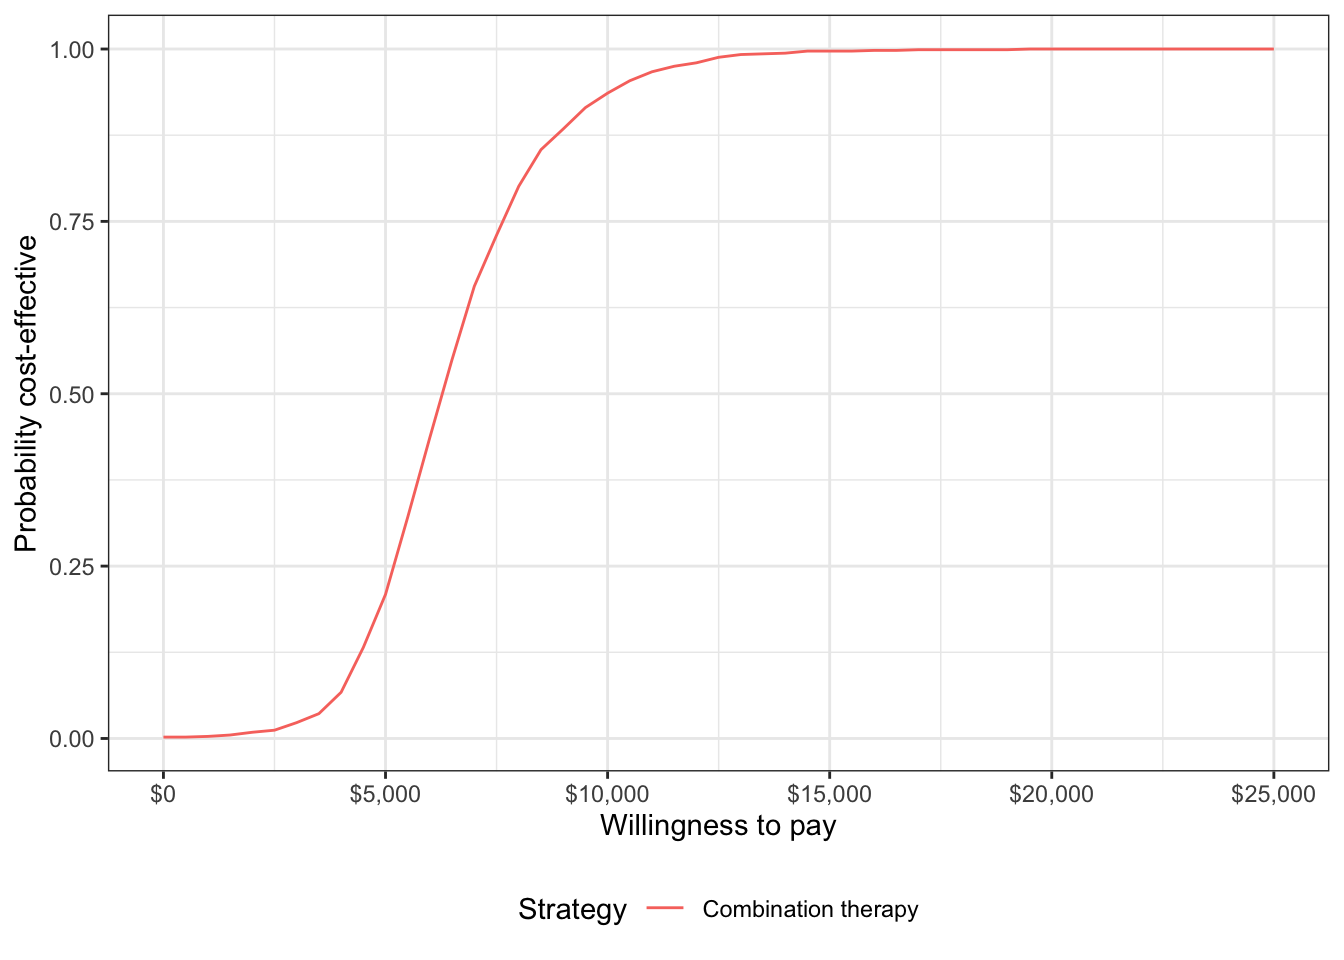 Probability cost-effective
1.00
0.75
0.50
0.25
0.00
$0 $5,000 $10,000 $15,000 $20,000 $25,000
Willingness to pay
Strategy Combination therapy